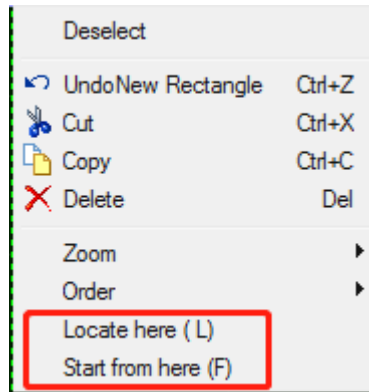 Deselect
UndoNew Rectangle Ctrl+Z
Cut Ctrl+X
Copy Ctrl+C
Delete Del
Zoom
Order
Locate here ( L)
Start from here (F)